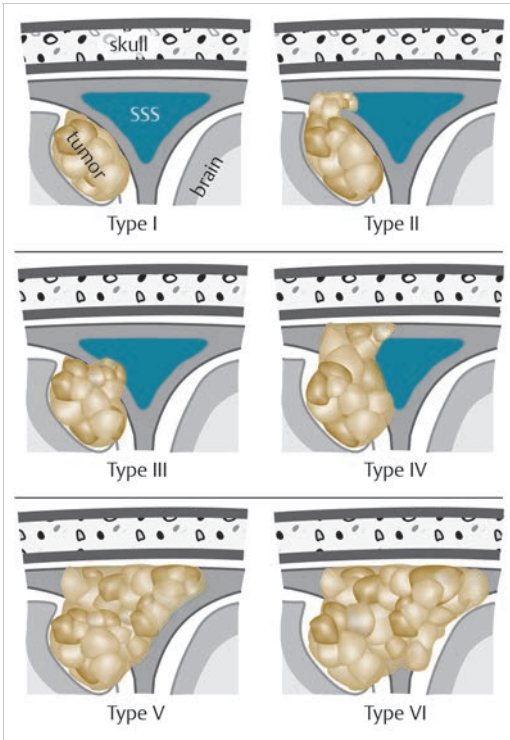 skull
SSS
tumor
brain
Type I
Type II
Type III
Type IV
Type V
Type VI